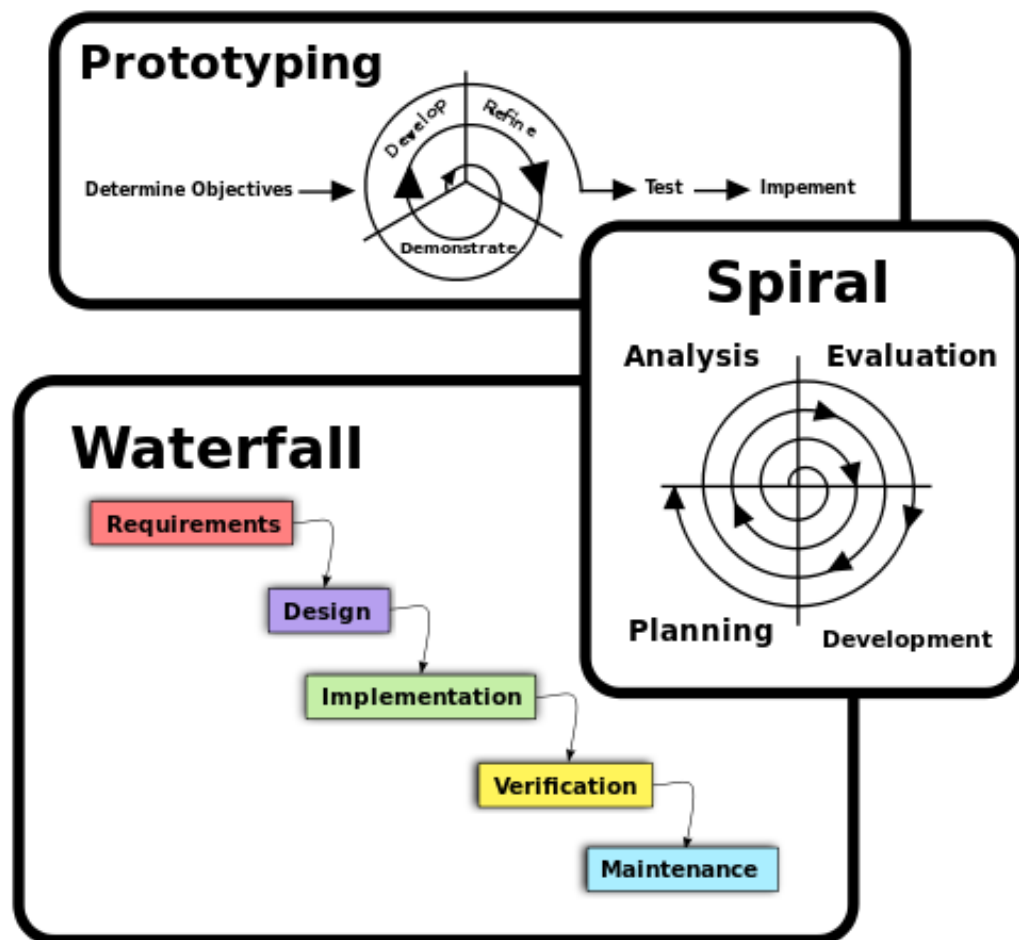 Prototyping
Develop
Refine
Determine Objectives
Test
Impement
Demonstrate
Spiral
Analysis
Evaluation
Planning
Development
Waterfall
Requirements
Design
Implementation
Verification
Maintenance